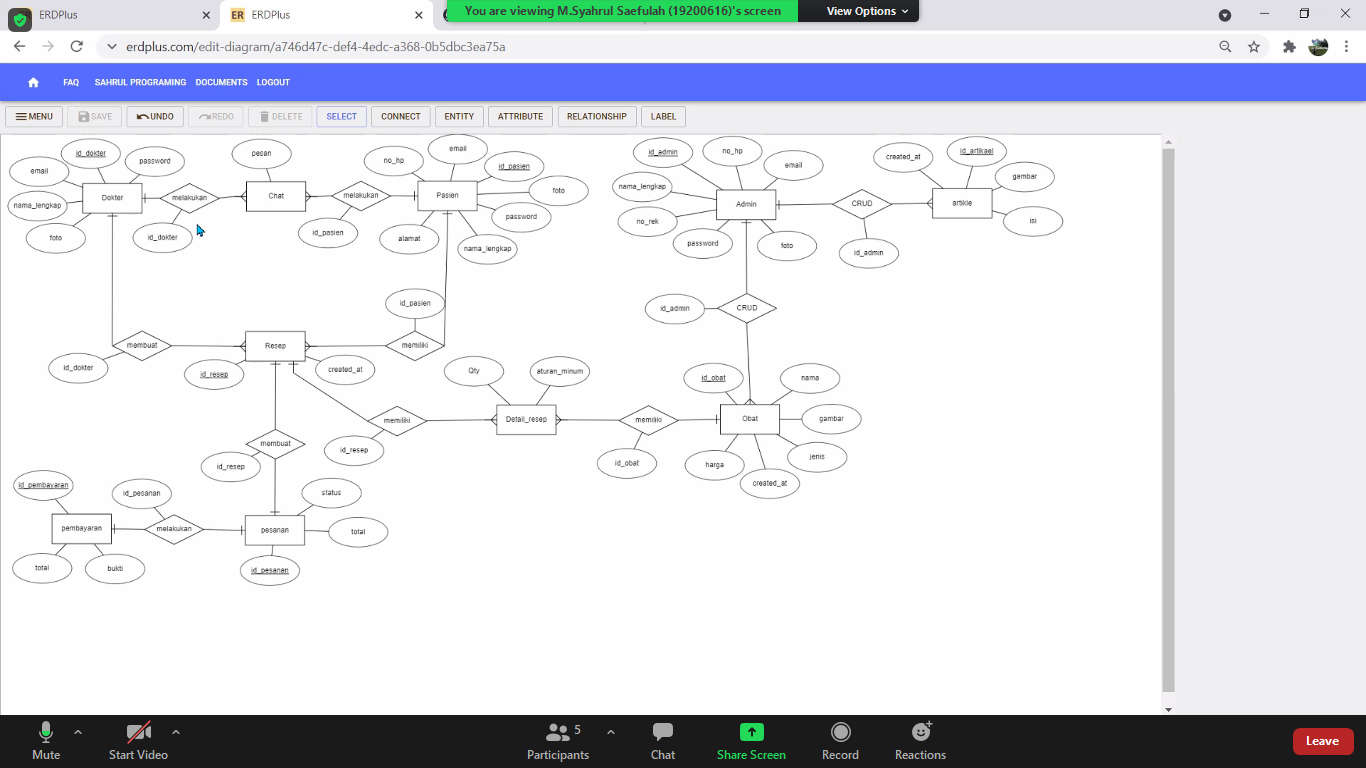 ERDPlus
ER ERDPlus
You are viewing M.Syahrul Saefulah (19200616)'s screen
View Options
erdplus.com/edit-diagram/a746d47c-def4-4edc-a368-0b5dbc3ea75a
FAQ SAHRUL PROGRAMING DOCUMENTS LOGOUT
MENU SAVE UNDO REDO DELETE SELECT CONNECT ENTITY ATTRIBUTE RELATIONSHIP LABEL
id_dokter
password
email
nama_lengkap
foto
Dokter
melakukan
id_dokter
pesan
Chat
melakukan
id_pasien
no_hp
email
id_pasien
foto
password
nama_lengkap
alamat
Pasien
id_admin
no_hp
email
nama_lengkap
no_rek
password
foto
Admin
CRUD
id_admin
created_at
id_artikael
gambar
isi
artikle
id_admin
CRUD
id_pasien
memiliki
membuat
id_dokter
Resep
id_resep
created_at
Qty
aturan_minum
memiliki
id_resep
Detail_resep
memiliki
id_obat
id_obat
nama
gambar
jenis
created_at
harga
Obat
membuat
id_resep
id_pembayaran
id_pesanan
status
pembayaran
melakukan
pesanan
total
total
bukti
id_pesanan
Mute
Start Video
5
Participants
Chat
Share Screen
Record
Reactions
Leave